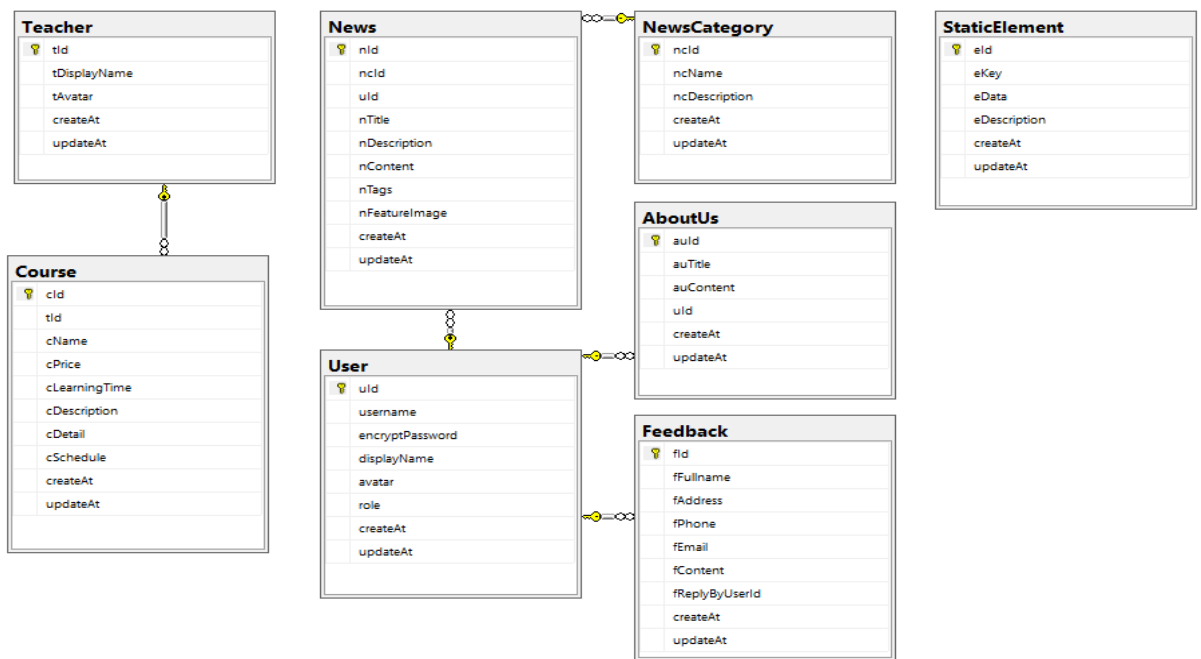 Teacher
tId
tDisplayName
tAvatar
createAt
updateAt
Course
cId
tId
cName
cPrice
cLearningTime
cDescription
cDetail
cSchedule
createAt
updateAt
News
nId
ncId
uId
nTitle
nDescription
nContent
nTags
nFeatureImage
createAt
updateAt
User
uId
username
encryptPassword
displayName
avatar
role
createAt
updateAt
NewsCategory
ncId
ncName
ncDescription
createAt
updateAt
AboutUs
auId
auTitle
auContent
uId
createAt
updateAt
Feedback
fId
fFullname
fAddress
fPhone
fEmail
fContent
fReplyByUserId
createAt
updateAt
StaticElement
eId
eKey
eData
eDescription
createAt
updateAt